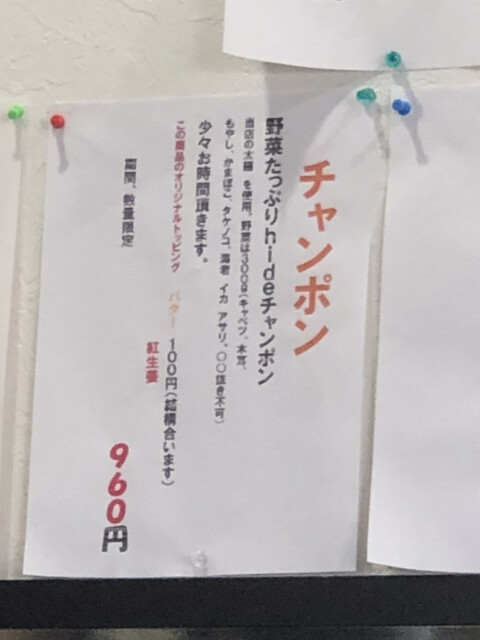 チャンポン
野菜たっぷりhideチャンポン
当店の太麺 を使用。野菜は300g(キャベツ、木耳、
もやし、かまぼこ、タケノコ、海老 イカ アサリ。〇〇抜き不可)
少々お時間頂きます。
この商品のオリジナルトッピング バター 100円(結構合います)
紅生姜
期間、数量限定
960円